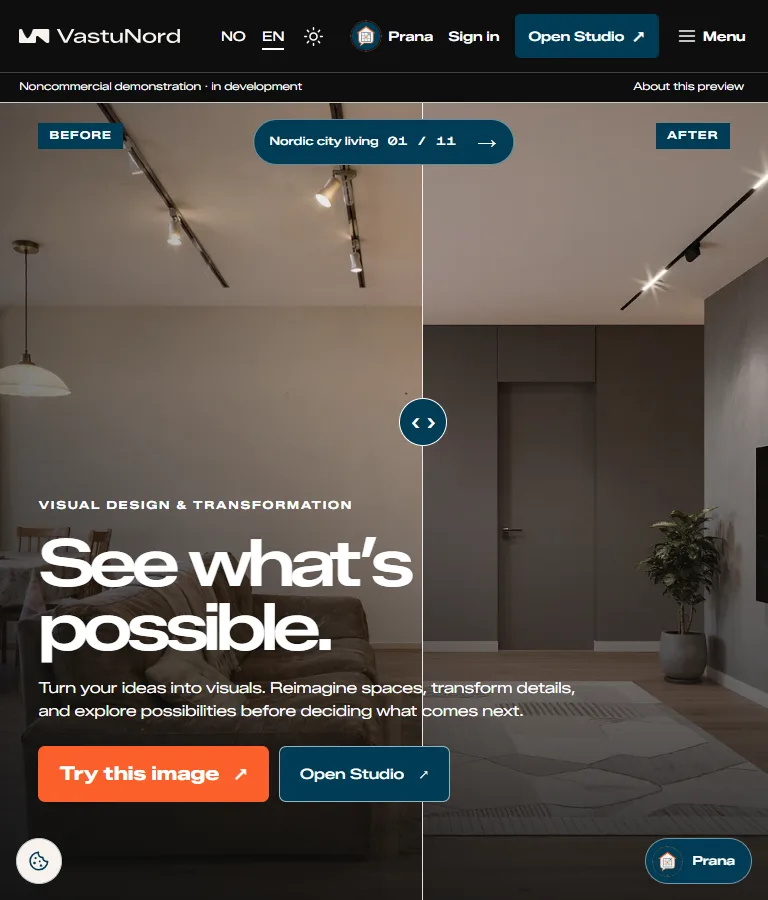 VastuNord
NO EN Prana Sign in Open Studio ↗ Menu
Noncommercial demonstration · in development
About this preview
BEFORE
Nordic city living 01 / 11 →
AFTER
VISUAL DESIGN & TRANSFORMATION
See what's
possible.
Turn your ideas into visuals. Reimagine spaces, transform details,
and explore possibilities before deciding what comes next.
Try this image ↗
Open Studio ↗
Prana